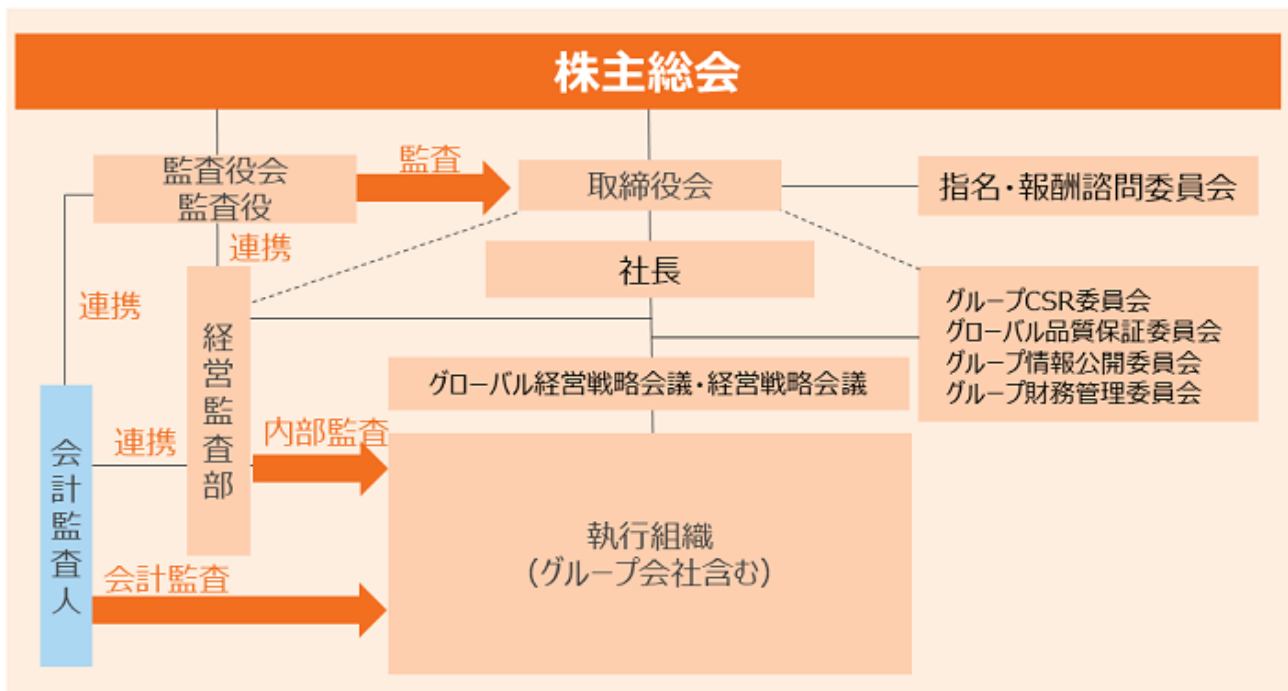 株主総会
監査役会
監査役
監査
取締役会
指名・報酬諮問委員会
連携
社長
連携
経営監査部
グループCSR委員会
グローバル品質保証委員会
グループ情報公開委員会
グループ財務管理委員会
グローバル経営戦略会議・経営戦略会議
会計監査人
連携
内部監査
執行組織
(グループ会社含む)
会計監査